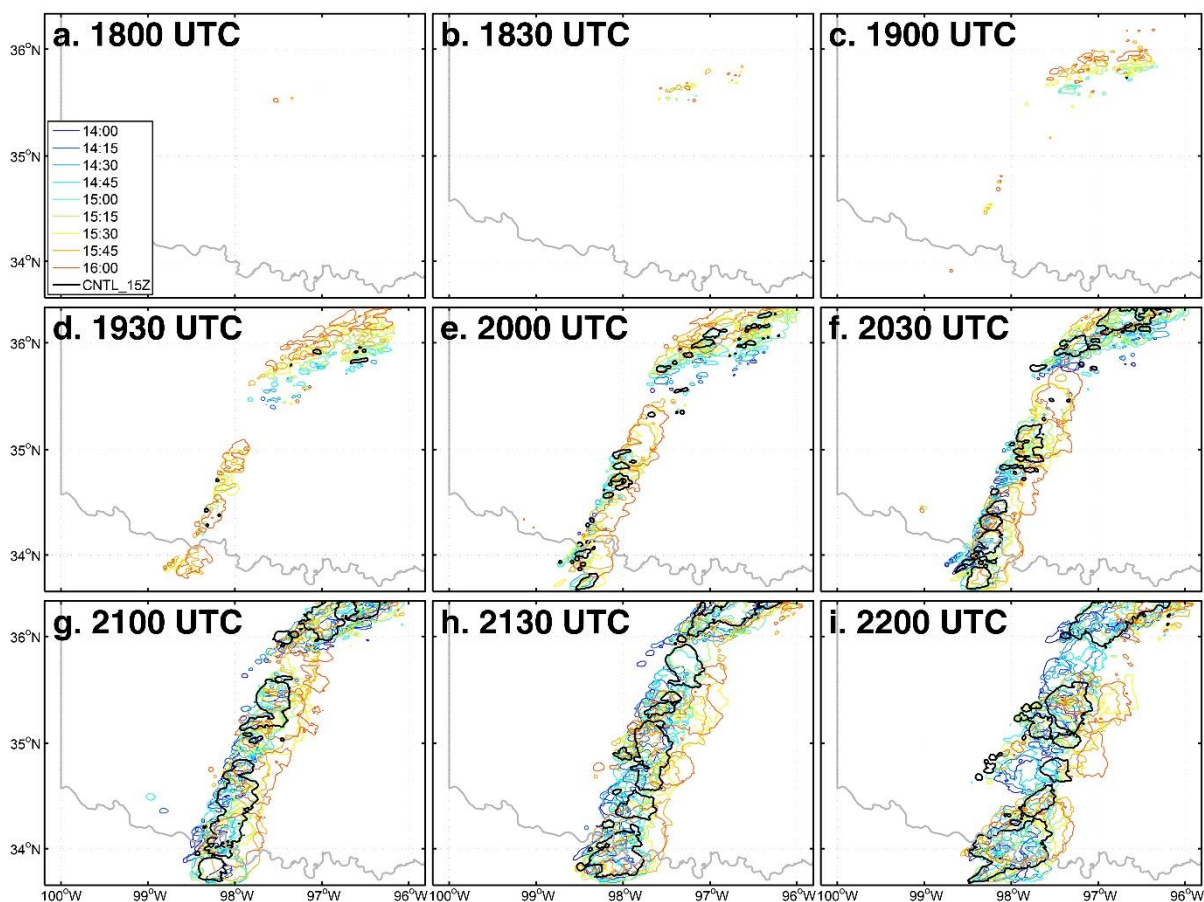 a. 1800 UTC
b. 1830 UTC
c. 1900 UTC
36°N
35°N
34°N
14:00
14:15
14:30
14:45
15:00
15:15
15:30
15:45
16:00
CNTL_15Z
d. 1930 UTC
e. 2000 UTC
f. 2030 UTC
36°N
35°N
34°N
g. 2100 UTC
h. 2130 UTC
i. 2200 UTC
36°N
35°N
34°N
100°W 99°W 98°W 97°W 96°W 100°W 99°W 98°W 97°W 96°W 100°W 99°W 98°W 97°W 96°W